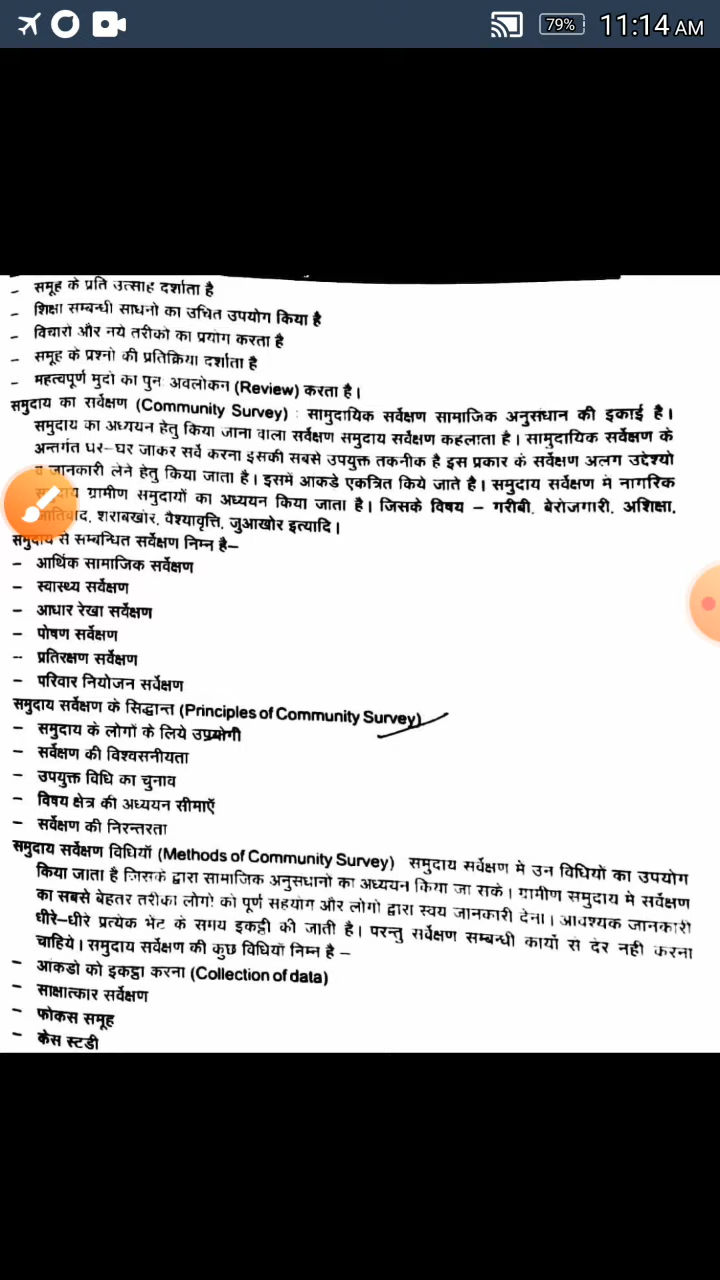 79% 11:14 AM
– समूह के प्रति उत्साह दर्शाता है
– शिक्षा सम्बन्धी साधनो का उचित उपयोग किया है
– विचारो और नये तरीको का प्रयोग करता है
– समूह के प्रश्नो की प्रतिक्रिया दर्शाता है
– महत्वपूर्ण मुदो का पुनः अवलोकन (Review) करता है।
समुदाय का सर्वेक्षण (Community Survey) : सामुदायिक सर्वेक्षण सामाजिक अनुसंधान की इकाई है।
समुदाय का अध्ययन हेतु किया जाना वाला सर्वेक्षण समुदाय सर्वेक्षण कहलाता है। सामुदायिक सर्वेक्षण के
अन्तर्गत घर–घर जाकर सर्वे करना इसकी सबसे उपयुक्त तकनीक है इस प्रकार के सर्वेक्षण अलग उद्देश्यो
व जानकारी लेने हेतु किया जाता है। इसमें आकडे एकत्रित किये जाते है। समुदाय सर्वेक्षण मे नागरिक
ग्रामीण समुदायों का अध्ययन किया जाता है। जिसके विषय – गरीबी, बेरोजगारी, अशिक्षा,
जातिवाद, शराबखोर, वैश्यावृत्ति, जुआखोर इत्यादि।
समुदाय से सम्बन्धित सर्वेक्षण निम्न है–
– आर्थिक सामाजिक सर्वेक्षण
– स्वास्थ्य सर्वेक्षण
– आधार रेखा सर्वेक्षण
– पोषण सर्वेक्षण
-- प्रतिरक्षण सर्वेक्षण
– परिवार नियोजन सर्वेक्षण
समुदाय सर्वेक्षण के सिद्धान्त (Principles of Community Survey)
– समुदाय के लोगों के लिये उपयोगी
– सर्वेक्षण की विश्वसनीयता
– उपयुक्त विधि का चुनाव
– विषय क्षेत्र की अध्ययन सीमाऍ
– सर्वेक्षण की निरन्तरता
समुदाय सर्वेक्षण विधियॉ (Methods of Community Survey) समुदाय सर्वेक्षण मे उन विधियों का उपयोग
किया जाता है जिसके द्वारा सामाजिक अनुसधानो का अध्ययन किया जा सके। ग्रामीण समुदाय मे सर्वेक्षण
का सबसे बेहतर तरीका लोगो को पूर्ण सहयोग और लोगो द्वारा स्वय जानकारी देना। आवश्यक जानकारी
धीरे–धीरे प्रत्येक भेंट के समय इकट्ठी की जाती है। परन्तु सर्वेक्षण सम्बन्धी कार्यो से देर नही करना
चाहिये। समुदाय सर्वेक्षण की कुछ विधियॉ निम्न है –
– आकडो को इकट्ठा करना (Collection of data)
– साक्षात्कार सर्वेक्षण
– फोकस समूह
– केस स्टडी